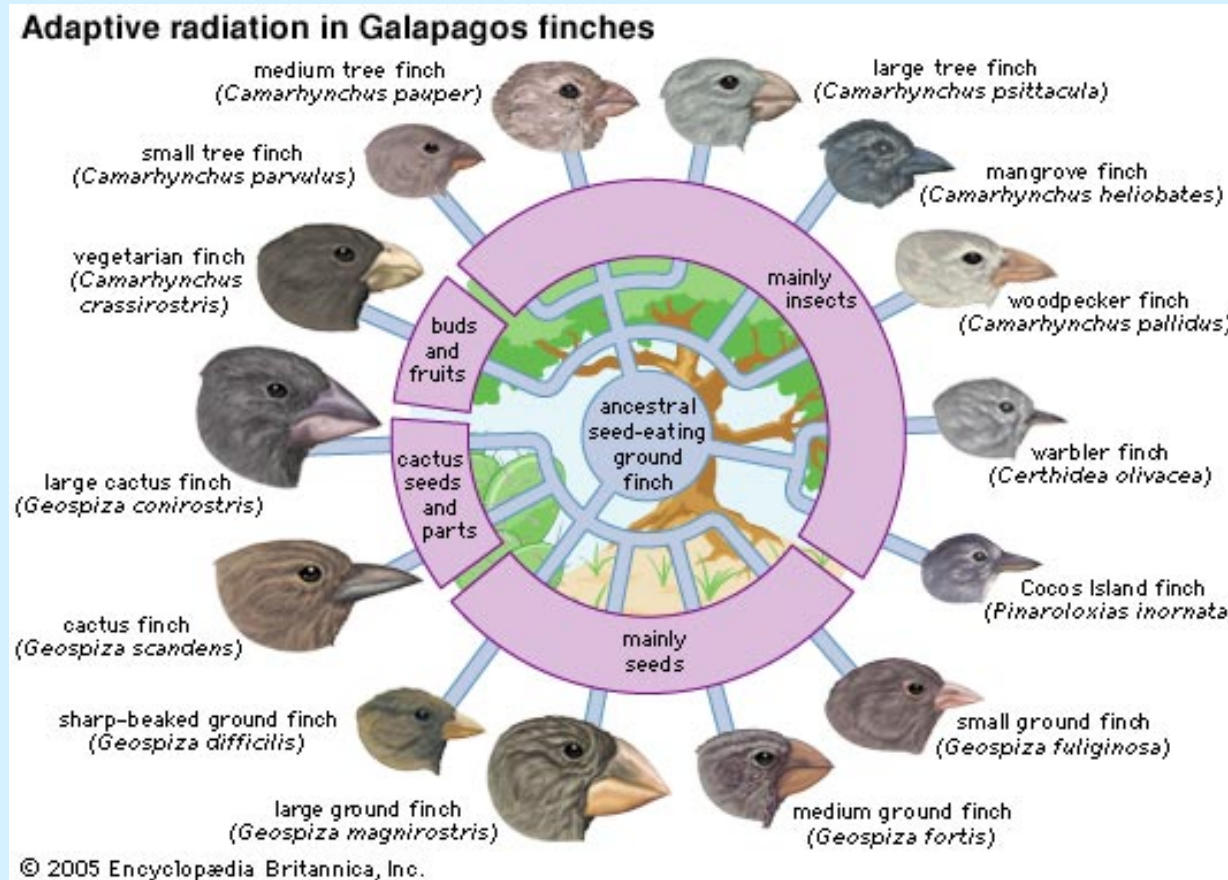 Adaptive radiation in Galapagos finches
medium tree finch
(Camarhynchus pauper)
large tree finch
(Camarhynchus psittacula)
small tree finch
(Camarhynchus parvulus)
mangrove finch
(Camarhynchus heliobates)
vegetarian finch
(Camarhynchus
crassirostris)
mainly
insects
woodpecker finch
(Camarhynchus pallidus)
buds
and
fruits
ancestral
seed-eating
ground
finch
warbler finch
(Certhidea olivacea)
large cactus finch
(Geospiza conirostris)
cactus
seeds
and
parts
Cocos Island finch
(Pinaroloxias inornata
cactus finch
(Geospiza scandens)
mainly
seeds
sharp-beaked ground finch
(Geospiza difficilis)
small ground finch
(Geospiza fuliginosa)
large ground finch
(Geospiza magnirostris)
medium ground finch
(Geospiza fortis)
© 2005 Encyclopædia Britannica, Inc.